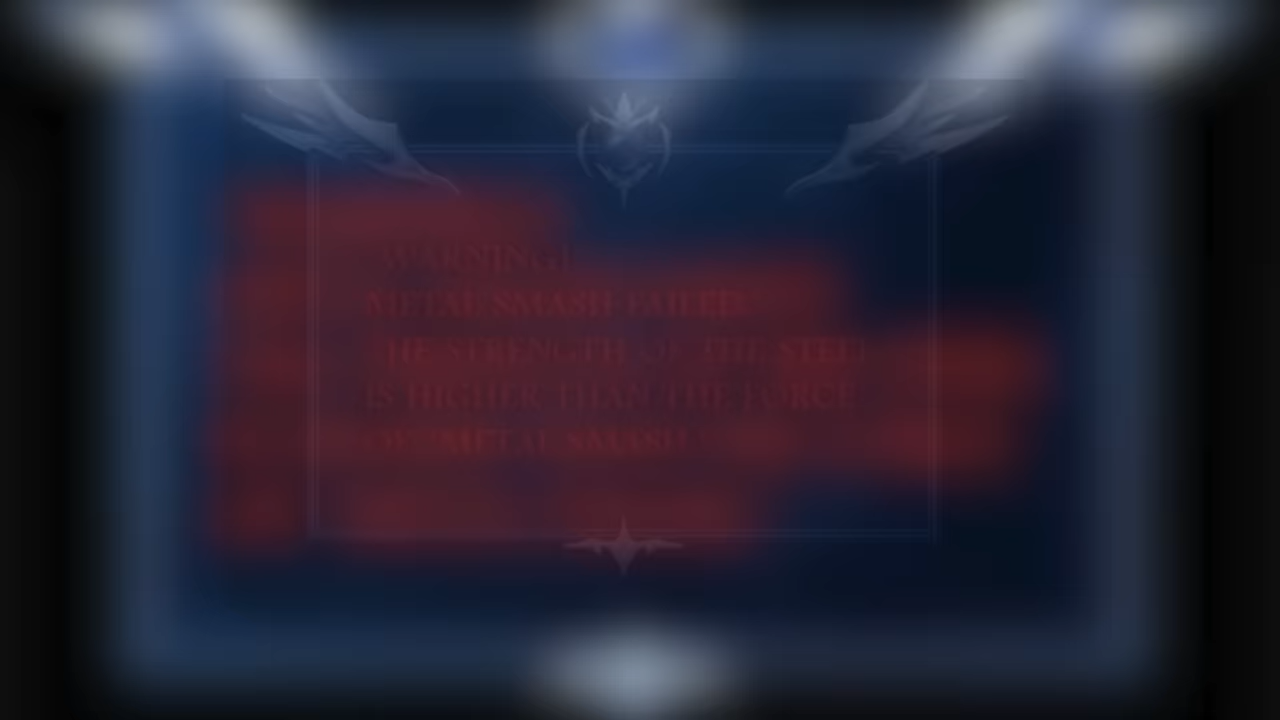 WARNING!
METAL SMASH FAILED!
THE STRENGTH OF THE STEEL
IS HIGHER THAN THE FORCE
OF METAL SMASH.